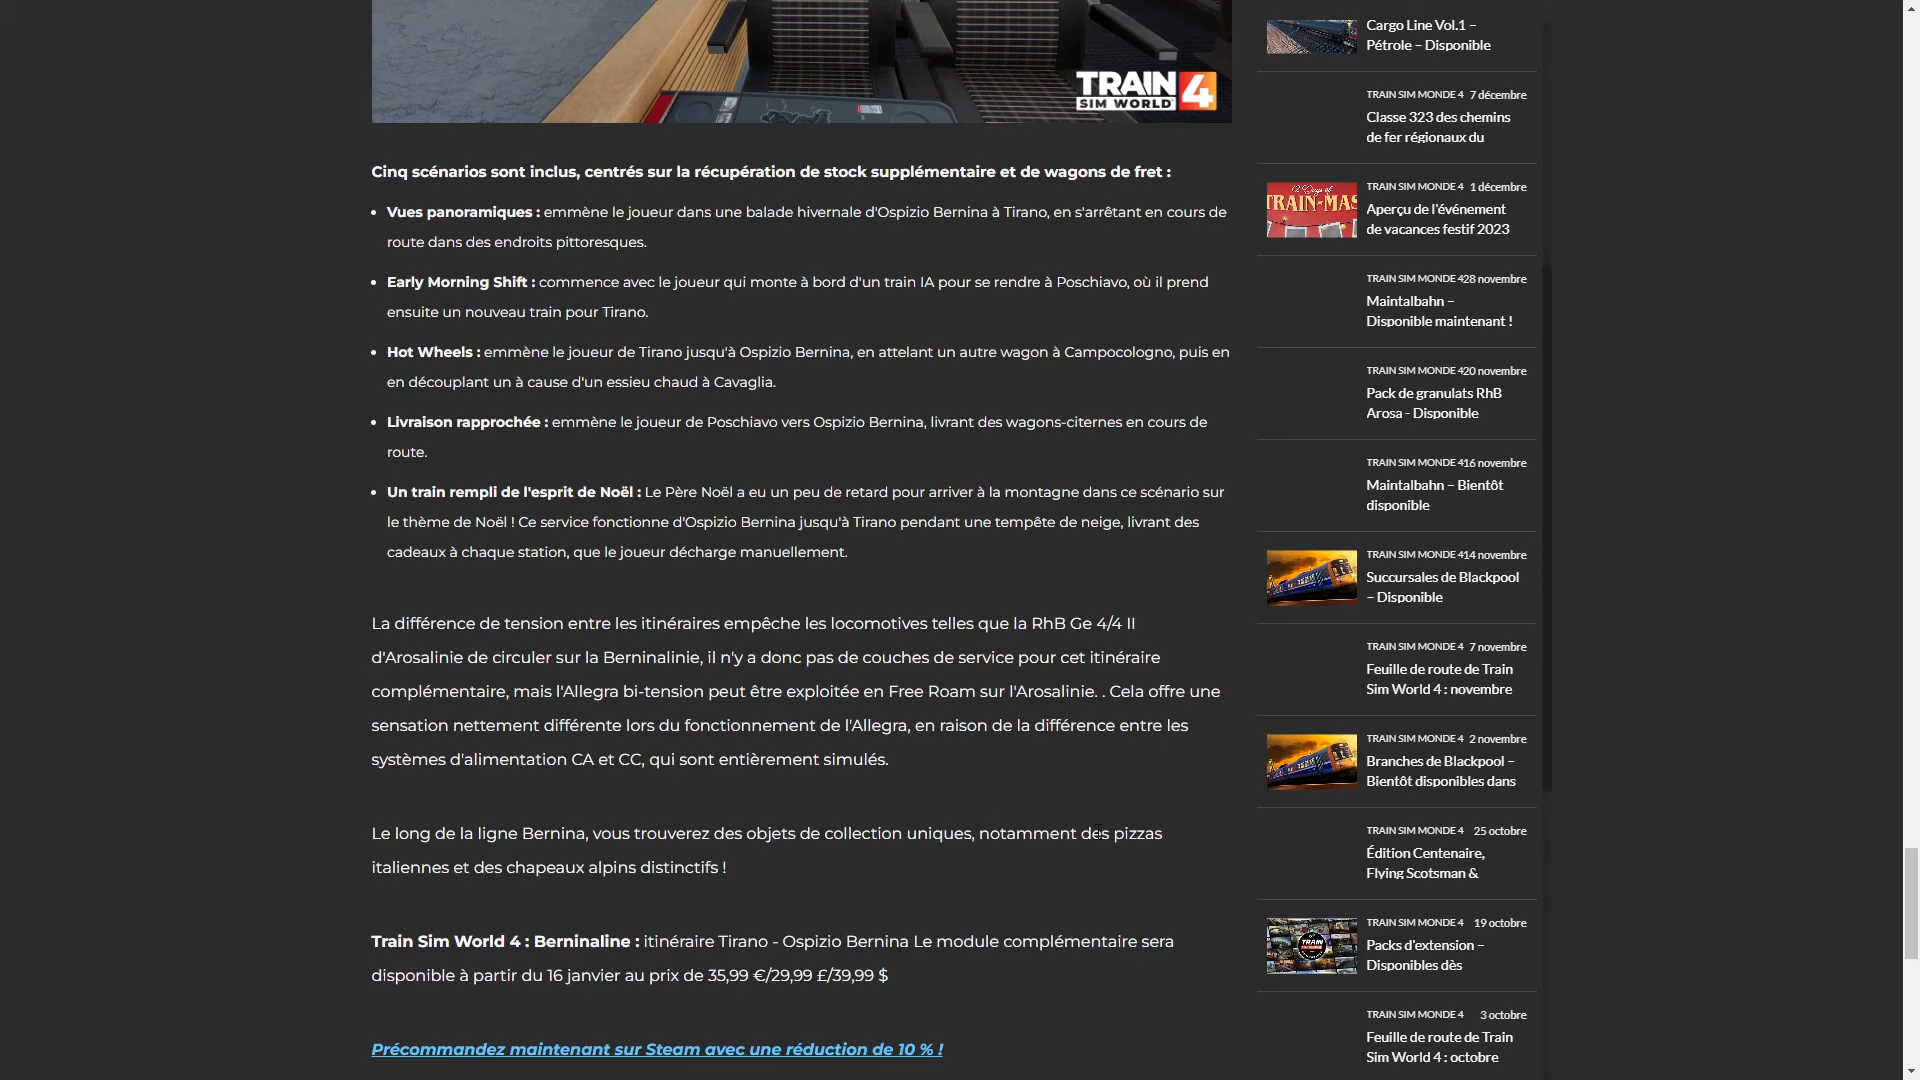 TRAIN
SIM WORLD
4
Cinq scénarios sont inclus, centrés sur la récupération de stock supplémentaire et de wagons de fret :
• Vues panoramiques : emmène le joueur dans une balade hivernale d'Ospizio Bernina à Tirano, en s'arrêtant en cours de
route dans des endroits pittoresques.
• Early Morning Shift : commence avec le joueur qui monte à bord d'un train IA pour se rendre à Poschiavo, où il prend
ensuite un nouveau train pour Tirano.
• Hot Wheels : emmène le joueur de Tirano jusqu'à Ospizio Bernina, en attelant un autre wagon à Campocologno, puis en
en découplant un à cause d'un essieu chaud à Cavaglia.
• Livraison rapprochée : emmène le joueur de Poschiavo vers Ospizio Bernina, livrant des wagons-citernes en cours de
route.
• Un train rempli de l'esprit de Noël : Le Père Noël a eu un peu de retard pour arriver à la montagne dans ce scénario sur
le thème de Noël ! Ce service fonctionne d'Ospizio Bernina jusqu'à Tirano pendant une tempête de neige, livrant des
cadeaux à chaque station, que le joueur décharge manuellement.
La différence de tension entre les itinéraires empêche les locomotives telles que la RhB Ge 4/4 II
d'Arosalinie de circuler sur la Berninalinie, il n'y a donc pas de couches de service pour cet itinéraire
complémentaire, mais l'Allegra bi-tension peut être exploitée en Free Roam sur l'Arosalinie. . Cela offre une
sensation nettement différente lors du fonctionnement de l'Allegra, en raison de la différence entre les
systèmes d'alimentation CA et CC, qui sont entièrement simulés.
Le long de la ligne Bernina, vous trouverez des objets de collection uniques, notamment des pizzas
italiennes et des chapeaux alpins distinctifs !
Train Sim World 4 : Berninaline : itinéraire Tirano - Ospizio Bernina Le module complémentaire sera
disponible à partir du 16 janvier au prix de 35,99 €/29,99 £/39,99 $
Précommandez maintenant sur Steam avec une réduction de 10 % !
Cargo Line Vol.1 –
Pétrole – Disponible
TRAIN SIM MONDE 4 7 décembre
Classe 323 des chemins
de fer régionaux du
12 Days of
TRAIN-MAS
TRAIN SIM MONDE 4 1 décembre
Aperçu de l'événement
de vacances festif 2023
TRAIN SIM MONDE 428 novembre
Maintalbahn –
Disponible maintenant !
TRAIN SIM MONDE 420 novembre
Pack de granulats RhB
Arosa - Disponible
TRAIN SIM MONDE 416 novembre
Maintalbahn – Bientôt
disponible
TRAIN SIM MONDE 414 novembre
Succursales de Blackpool
– Disponible
TRAIN SIM MONDE 4 7 novembre
Feuille de route de Train
Sim World 4 : novembre
TRAIN SIM MONDE 4 2 novembre
Branches de Blackpool –
Bientôt disponibles dans
TRAIN SIM MONDE 4 25 octobre
Édition Centenaire,
Flying Scotsman &
TRAIN
TRAIN SIM MONDE 4 19 octobre
Packs d'extension –
Disponibles dès
TRAIN SIM MONDE 4 3 octobre
Feuille de route de Train
Sim World 4 : octobre